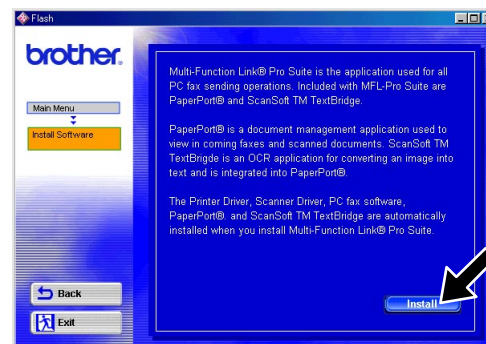 Flash
brother.
Main Menu
Install Software
Multi-Function Link® Pro Suite is the application used for all
PC fax sending operations. Included with MFL-Pro Suite are
PaperPort® and ScanSoft TM TextBridge.
PaperPort® is a document management application used to
view in coming faxes and scanned documents. ScanSoft TM
TextBrigde is an OCR application for converting an image into
text and is integrated into PaperPort®.
The Printer Driver, Scanner Driver, PC fax software,
PaperPort®. and ScanSoft TM TextBridge are automatically
installed when you install Multi-Function Link® Pro Suite.
Back
Install
Exit